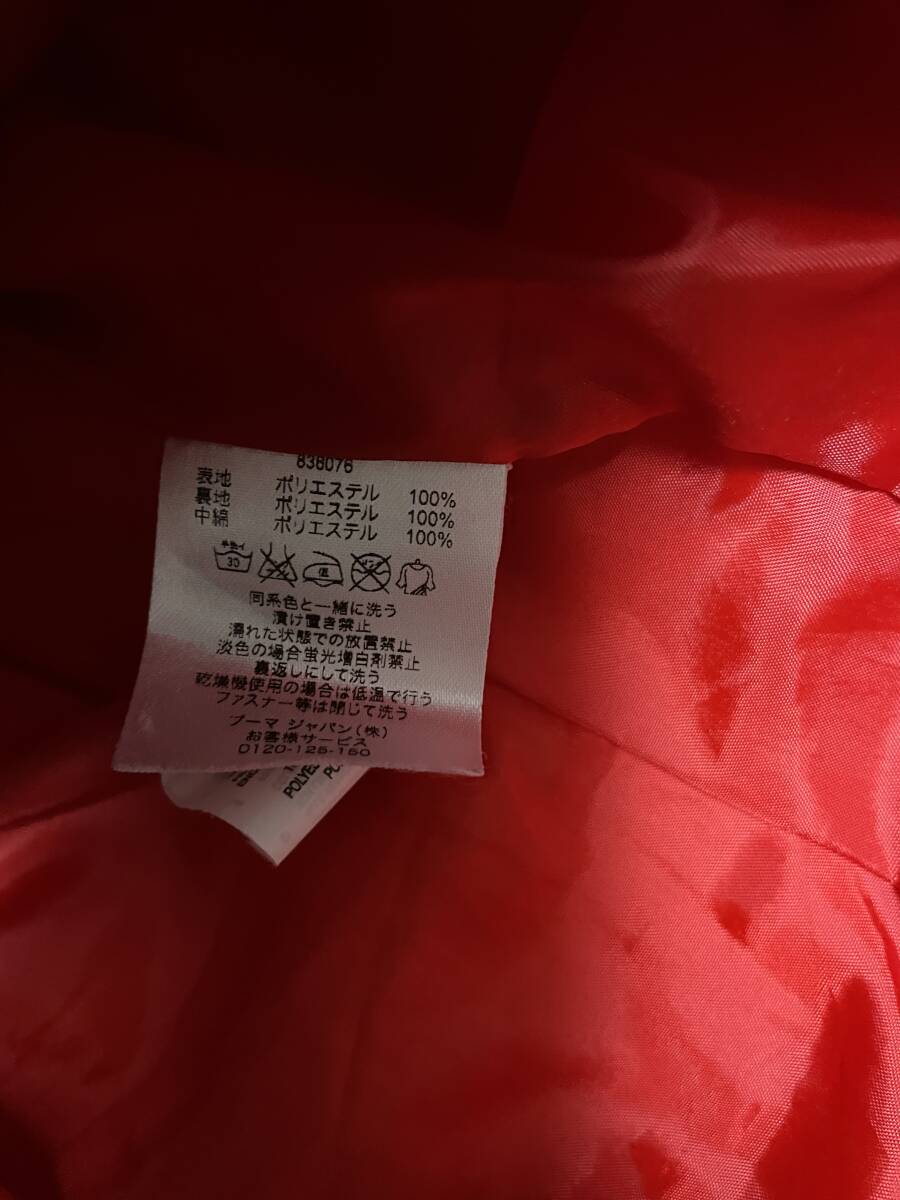 838076
表地 ポリエステル 100%
裏地 ポリエステル 100%
中綿 ポリエステル 100%
30 低
同系色と一緒に洗う
漬け置き禁止
濡れた状態での放置禁止
淡色の場合蛍光増白剤禁止
裏返しにして洗う
乾燥機使用の場合は低温で行う
ファスナー等は閉じて洗う
プーマ ジャパン(株)
お客様サービス
0120-125-150